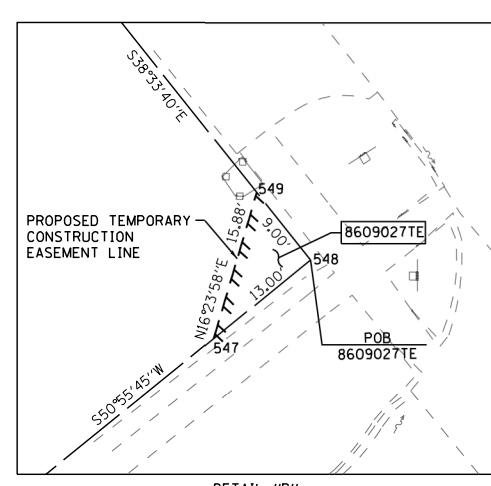 S38°33'40"E
549
PROPOSED TEMPORARY
CONSTRUCTION
EASEMENT LINE
15.88'
9.00'
8609027TE
548
N16°23'58"E
13.00'
547
POB
8609027TE
S50°55'45"W
DETAIL "B"